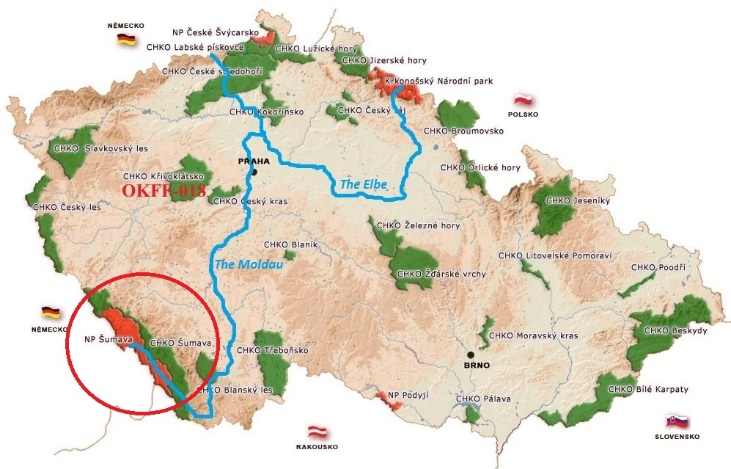 NĚMECKO
NP České Švýcarsko
CHKO Labské pískovce
CHKO Lužické hory
CHKO Jizerské hory
CHKO České středohoří
Krkonošský Národní park
POLSKO
CHKO Kokořínsko
CHKO Český ráj
CHKO Broumovsko
CHKO Slavkovský les
PRAHA
CHKO Orlické hory
CHKO Křivoklátsko
The Elbe
OKFF-018
CHKO Český kras
CHKO Jeseníky
CHKO Český les
CHKO Železné hory
CHKO Blaník
CHKO Litovelské Pomoraví
The Moldau
CHKO Poodří
CHKO Žďárské vrchy
NĚMECKO
NP Šumava
CHKO Šumava
CHKO Beskydy
CHKO Moravský kras
CHKO Třeboňsko
BRNO
CHKO Blanský les
CHKO Bílé Karpaty
NP Podyjí
CHKO Pálava
SLOVENSKO
RAKOUSKO